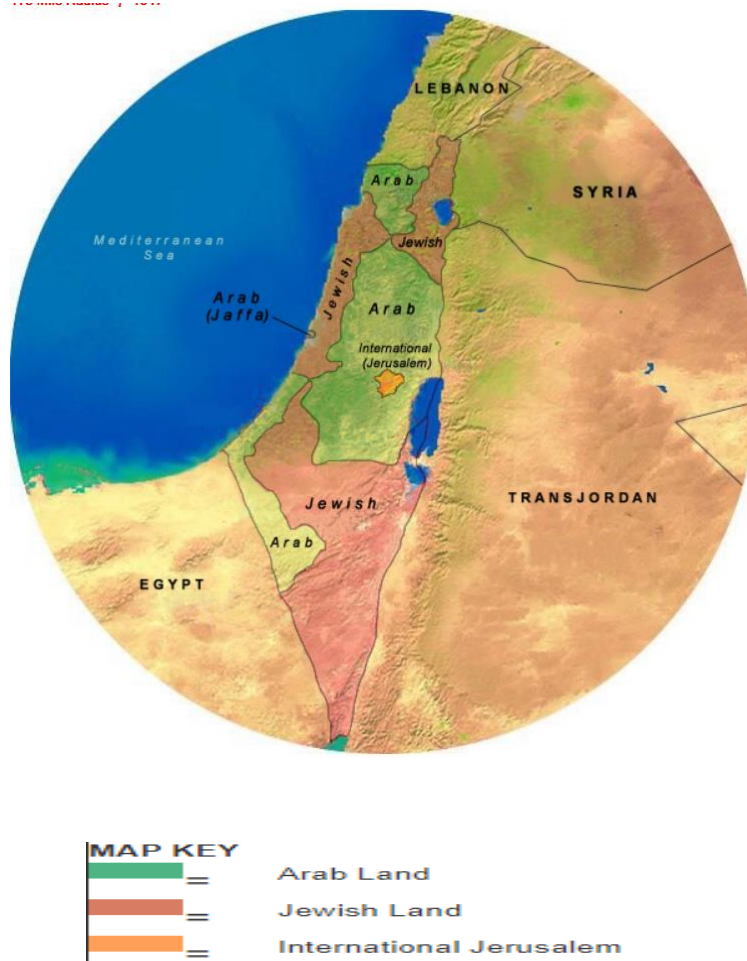 LEBANON
Arab
SYRIA
Mediterranean
Sea
Jewish
Jewish
Arab
(Jaffa)
Arab
International
(Jerusalem)
Jewish
TRANSJORDAN
Arab
EGYPT
MAP KEY
= Arab Land
= Jewish Land
= International Jerusalem